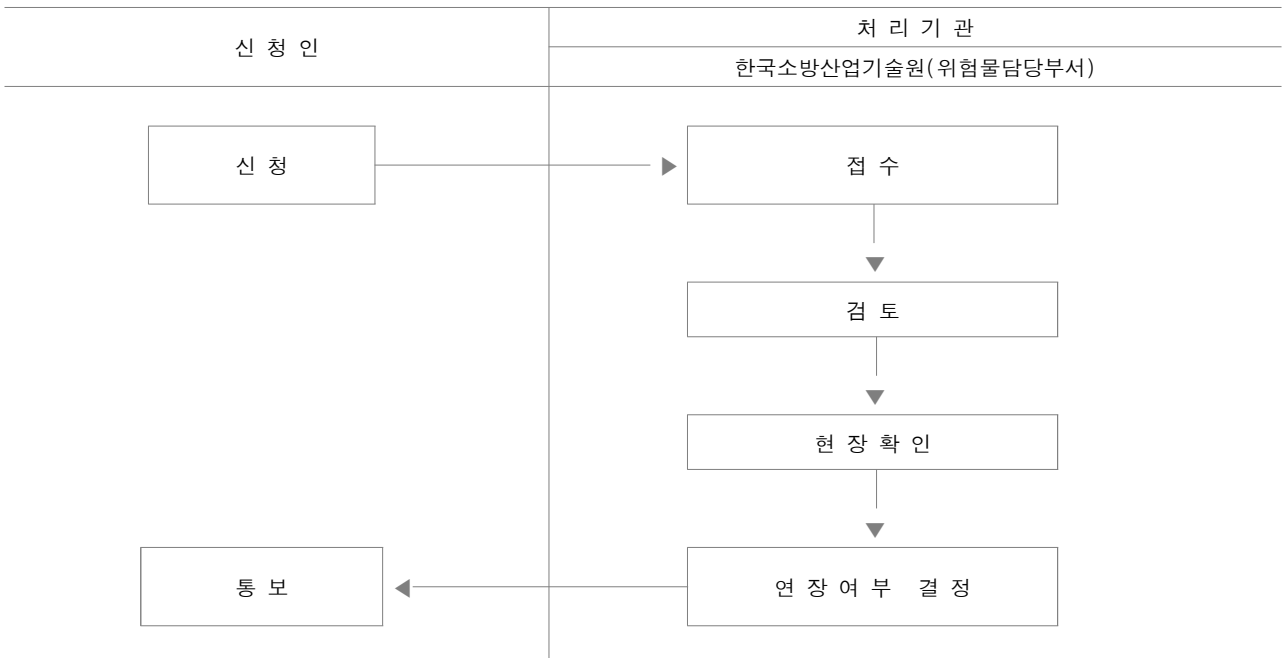 신 청 인
처 리 기 관
한국소방산업기술원(위험물담당부서)
신 청
접 수
검 토
현 장 확 인
연 장 여 부 결 정
통 보